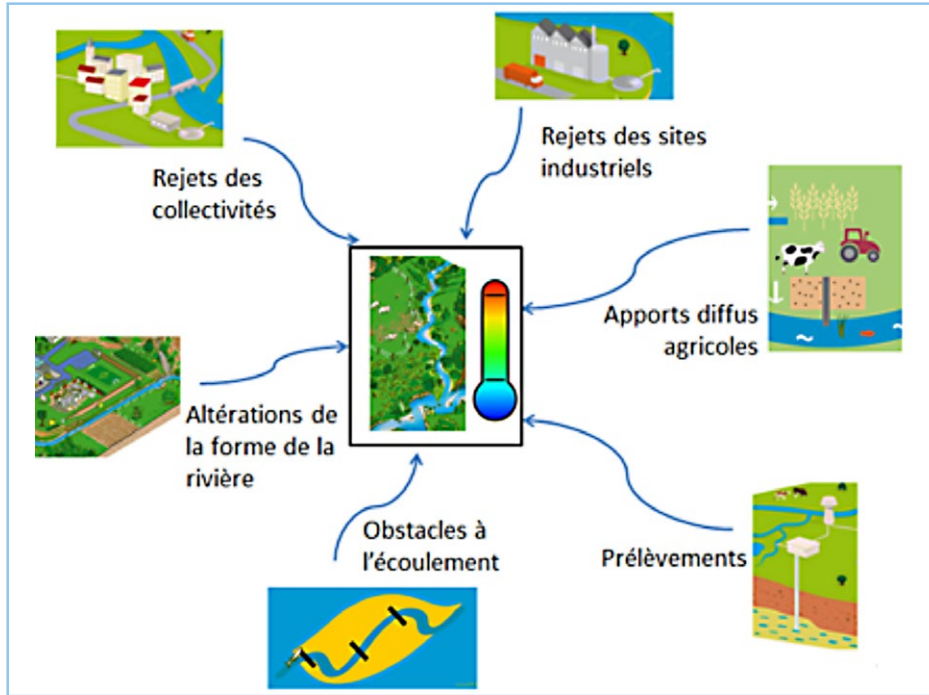 Rejets des
collectivités
Rejets des sites
industriels
Apports diffus
agricoles
Altérations de
la forme de la
rivière
Obstacles à
l'écoulement
Prélèvements